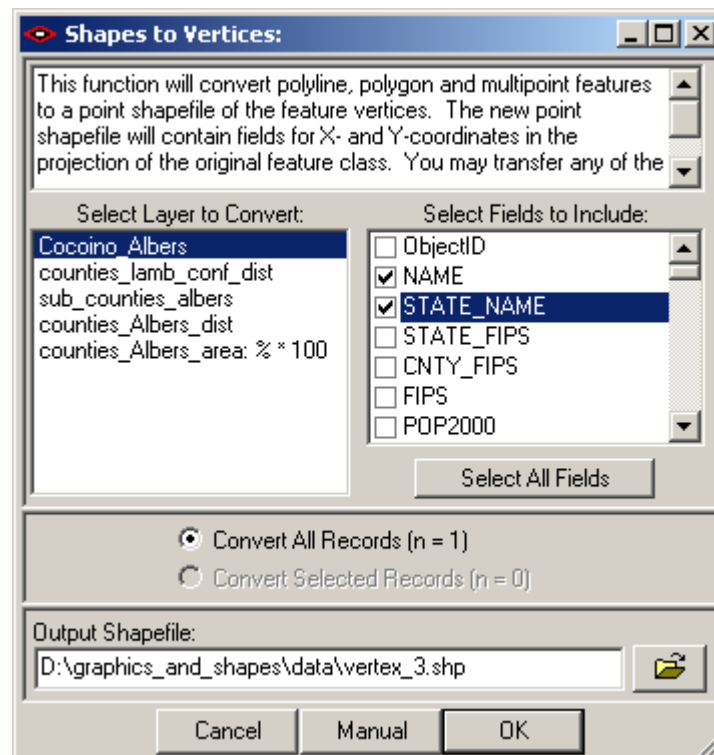 Shapes to Vertices:
This function will convert polyline, polygon and multipoint features
to a point shapefile of the feature vertices.  The new point
shapefile will contain fields for X- and Y-coordinates in the
projection of the original feature class.  You may transfer any of the
Select Layer to Convert:
Cocoino_Albers
counties_lamb_conf_dist
sub_counties_albers
counties_Albers_dist
counties_Albers_area: % * 100
Select Fields to Include:
ObjectID
NAME
STATE_NAME
STATE_FIPS
CNTY_FIPS
FIPS
POP2000
Select All Fields
Convert All Records (n = 1)
Convert Selected Records (n = 0)
Output Shapefile:
D:\graphics_and_shapes\data\vertex_3.shp
Cancel
Manual
OK